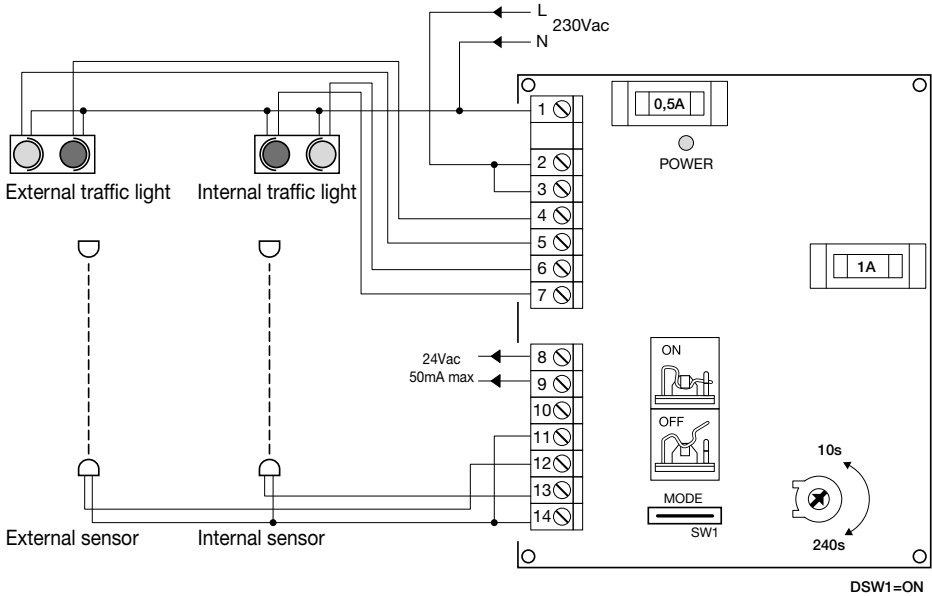 L
230Vac
N
0,5A
1
POWER
2
3
External traffic light
Internal traffic light
4
5
6
1A
7
24Vac
50mA max
8
9
ON
10
11
OFF
12
10s
13
MODE
14
SW1
External sensor
Internal sensor
240s
DSW1=ON